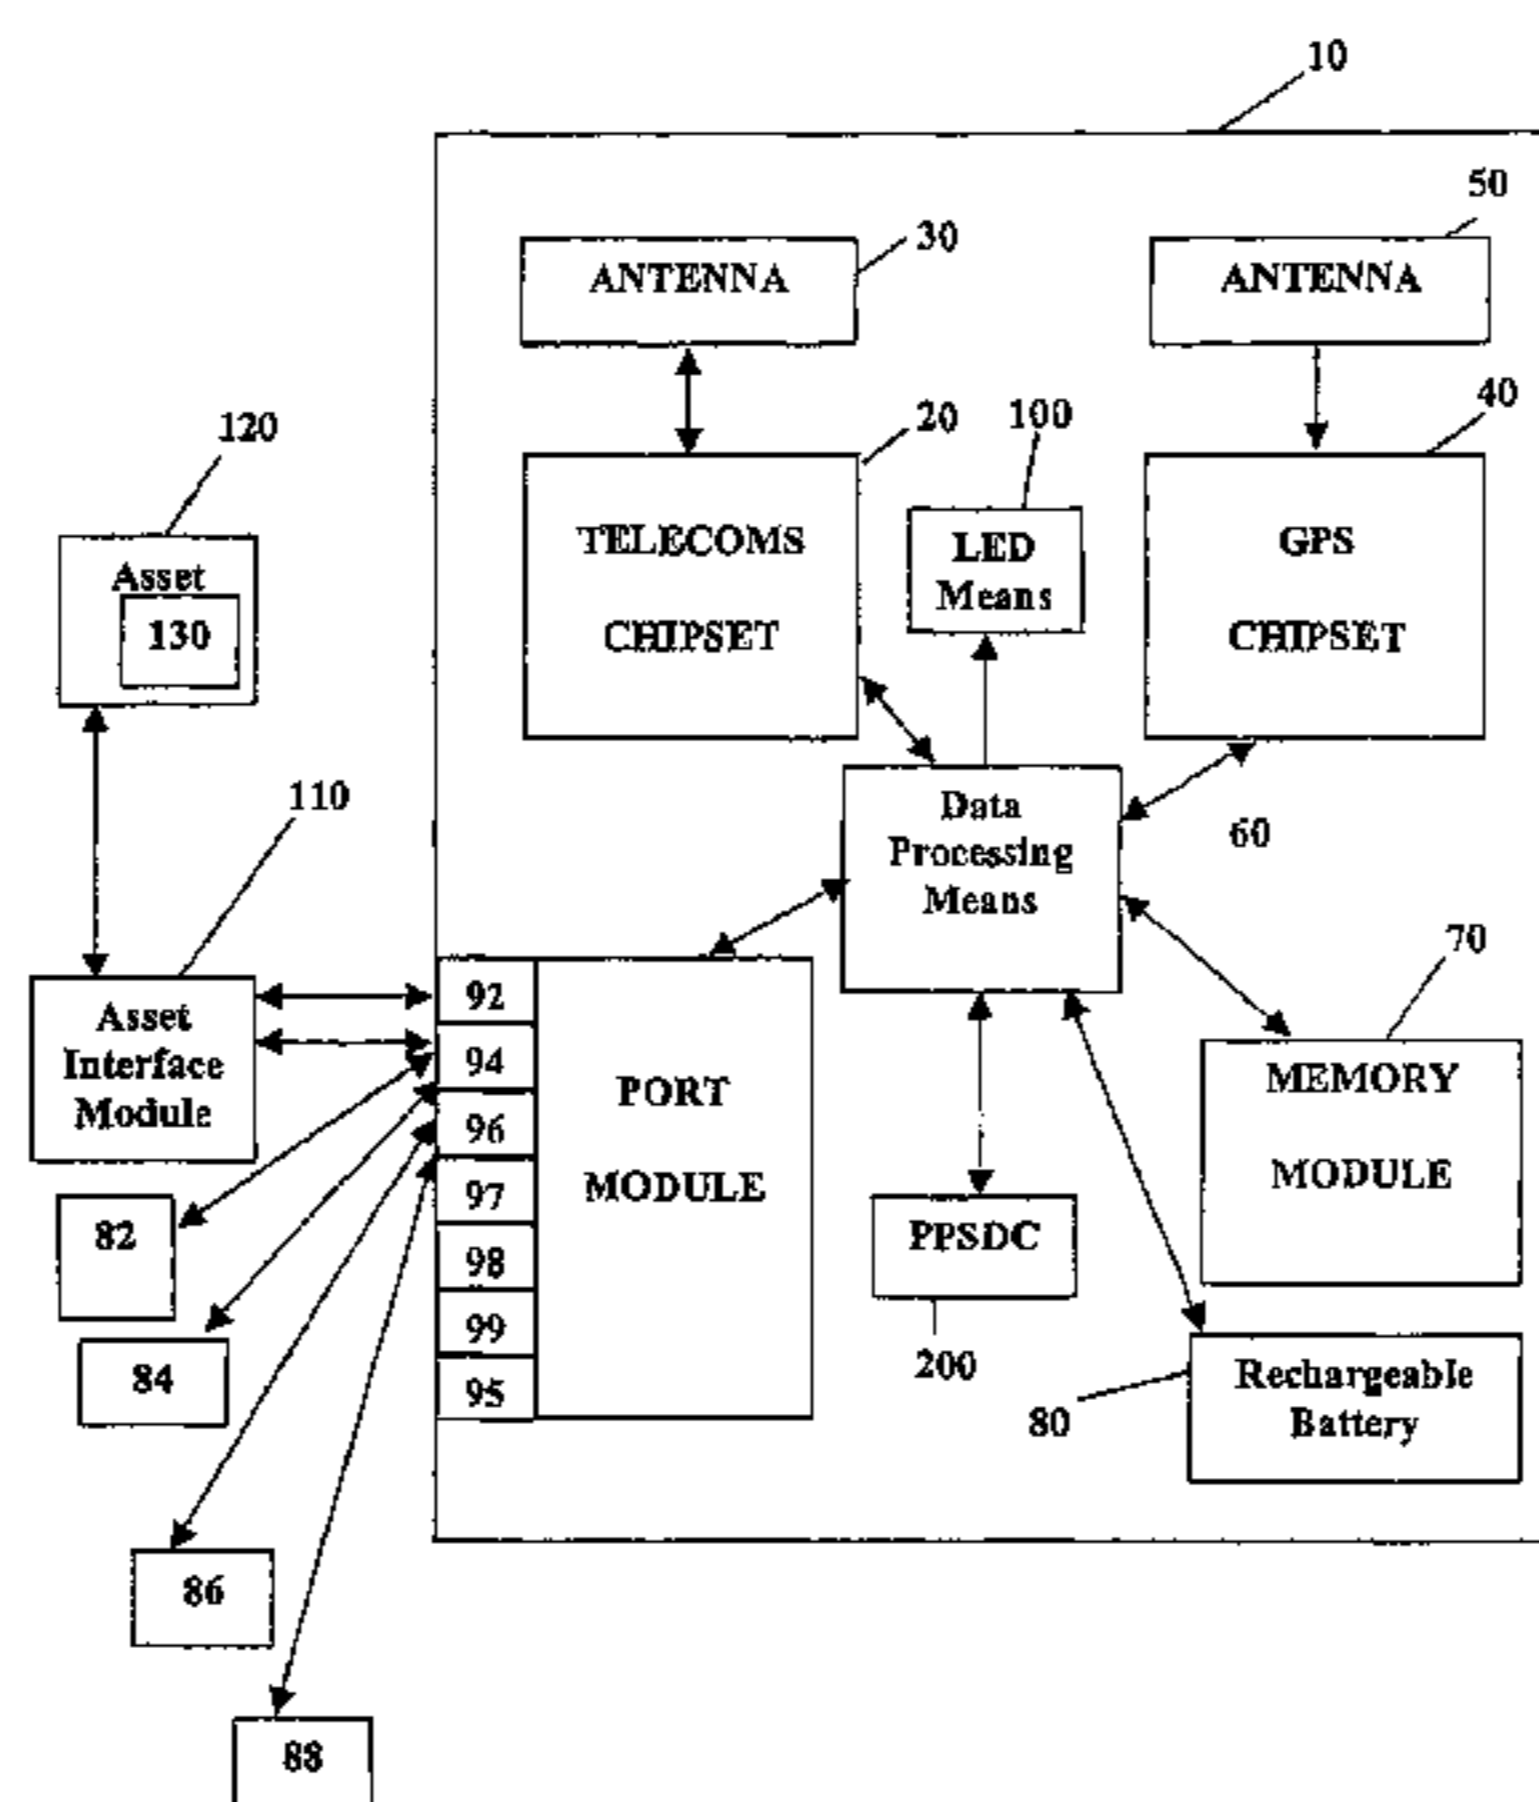 10
50
30
ANTENNA
ANTENNA
40
20
100
120
TELECOMS
CHIPSET
LED
Means
GPS
CHIPSET
Asset
130
110
Data
Processing
Means
60
70
92
94
96
97
98
99
95
PORT
MODULE
Asset
Interface
Module
MEMORY
MODULE
82
PPSDC
84
200
80
Rechargeable
Battery
86
88